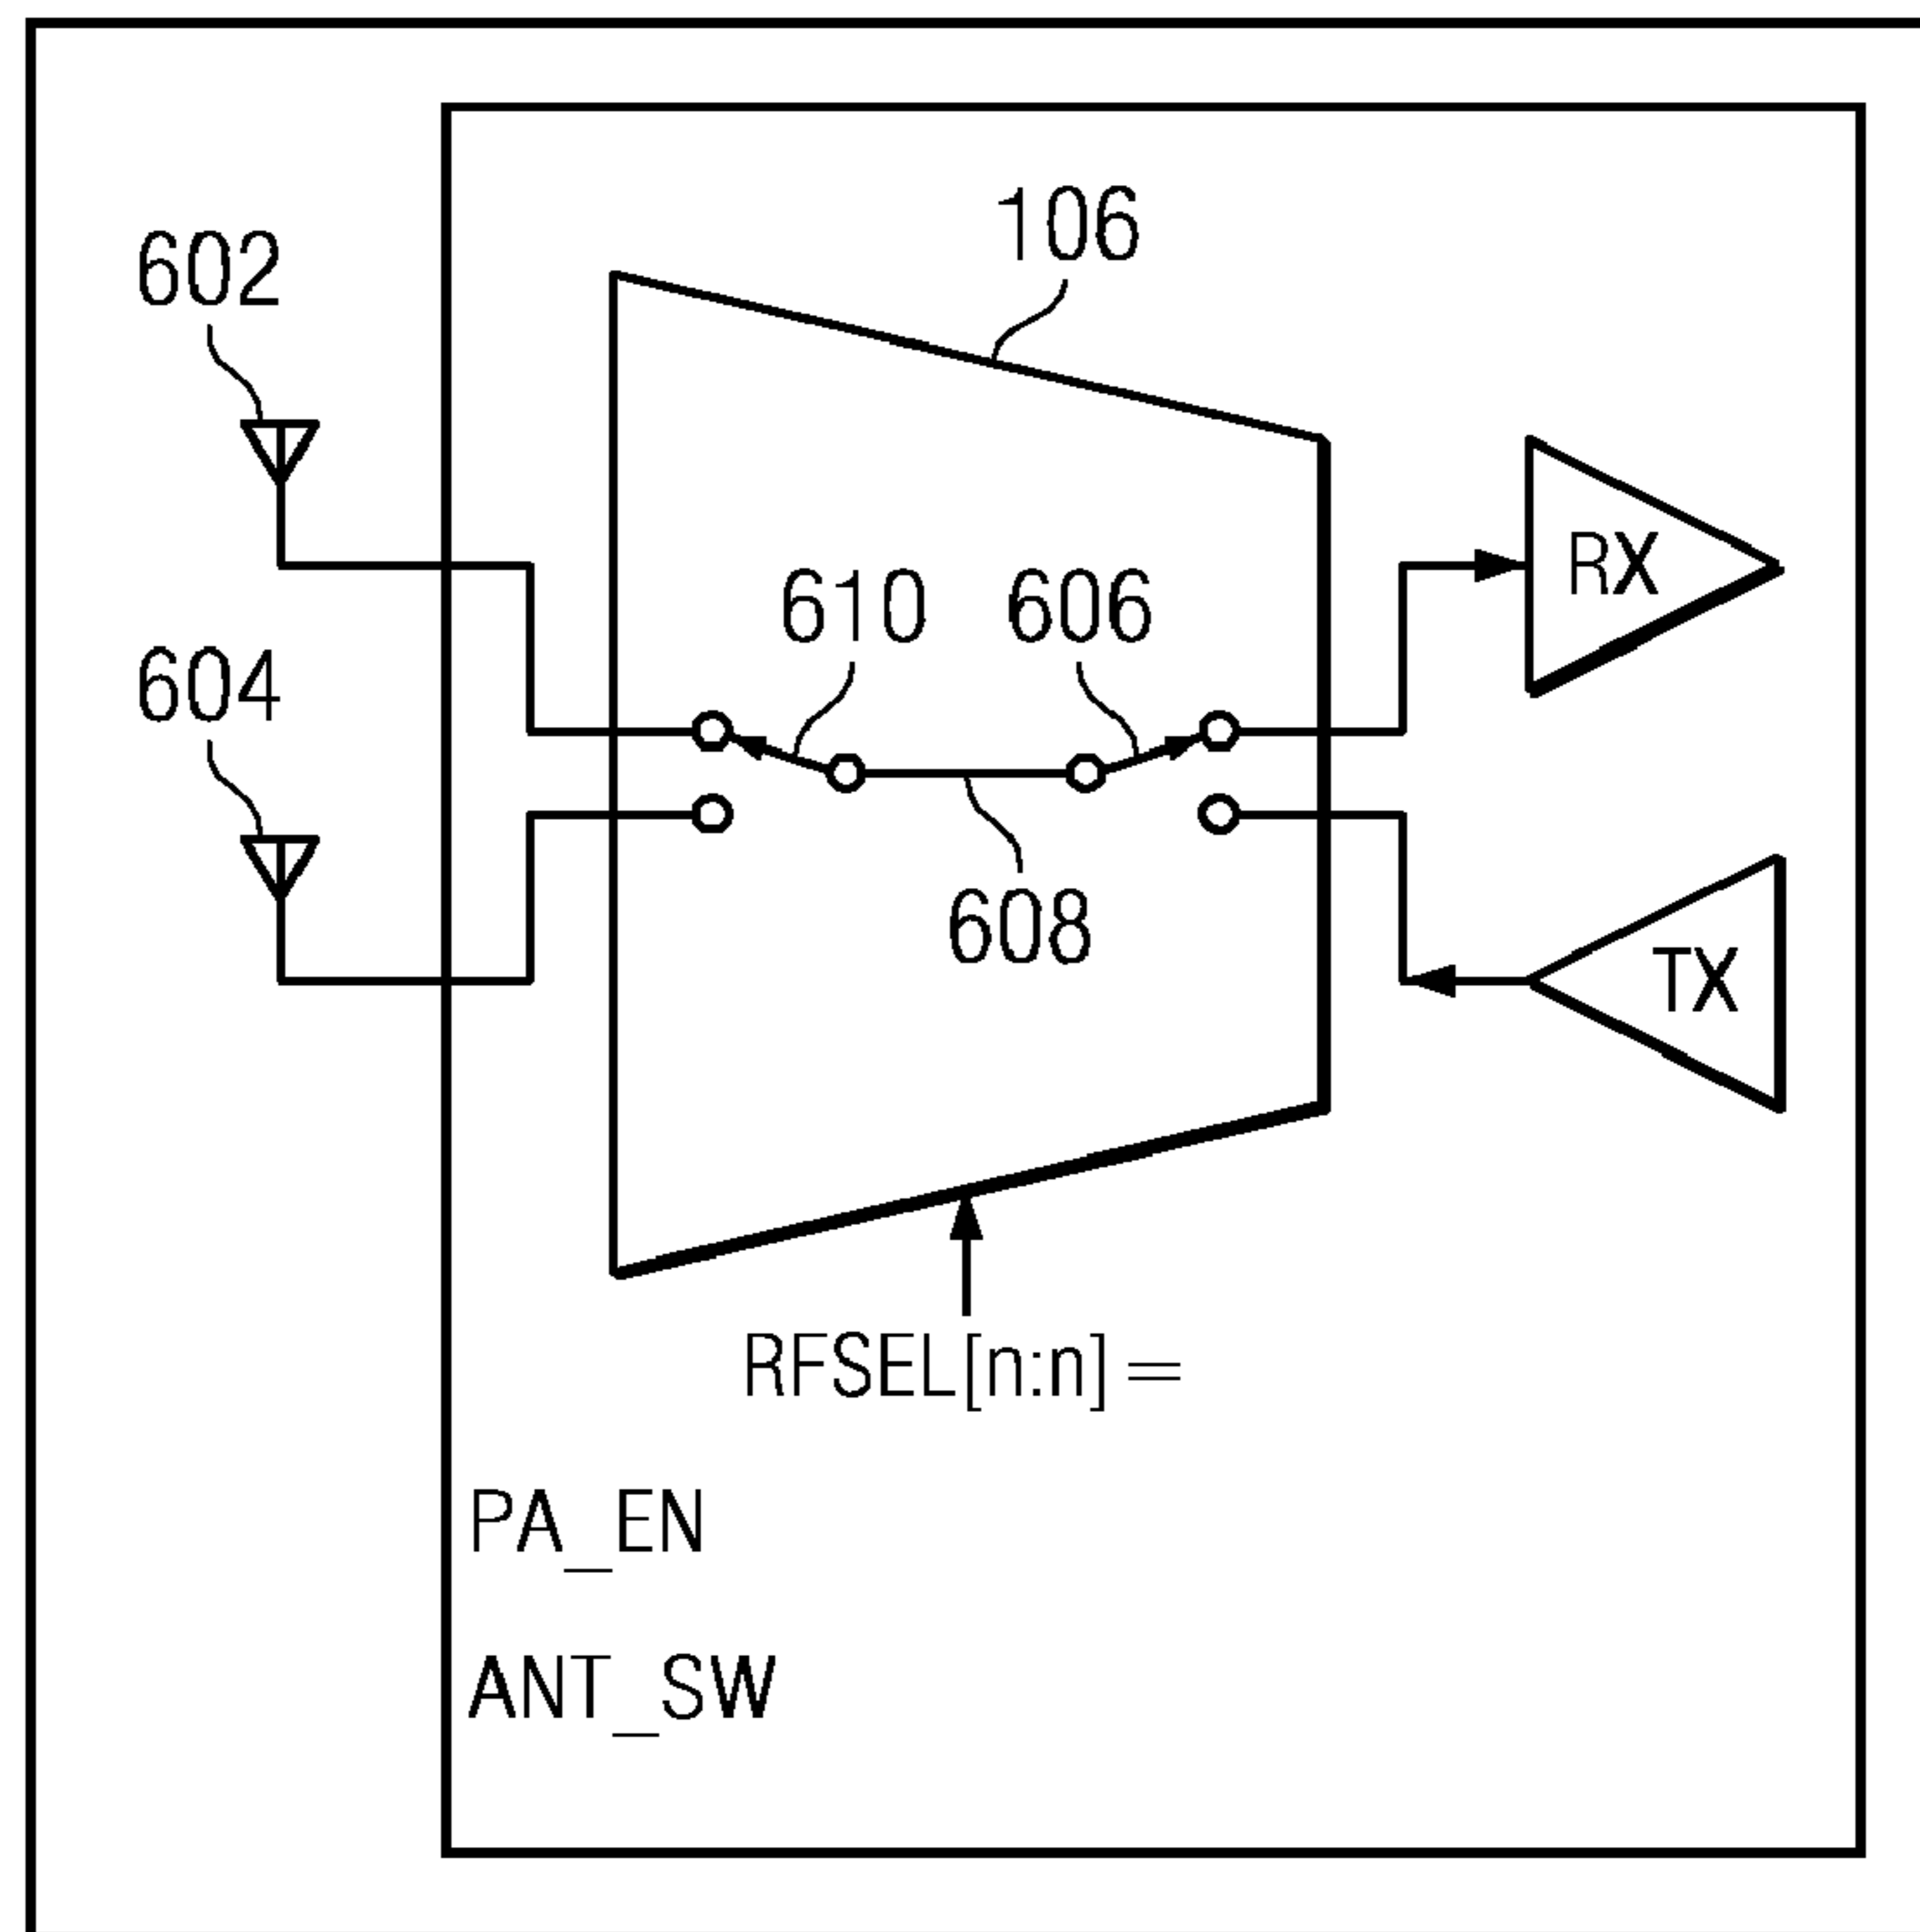 106
602
610 606
RX
604
608
TX
RFSEL[n:n]=
PA_EN
ANT_SW